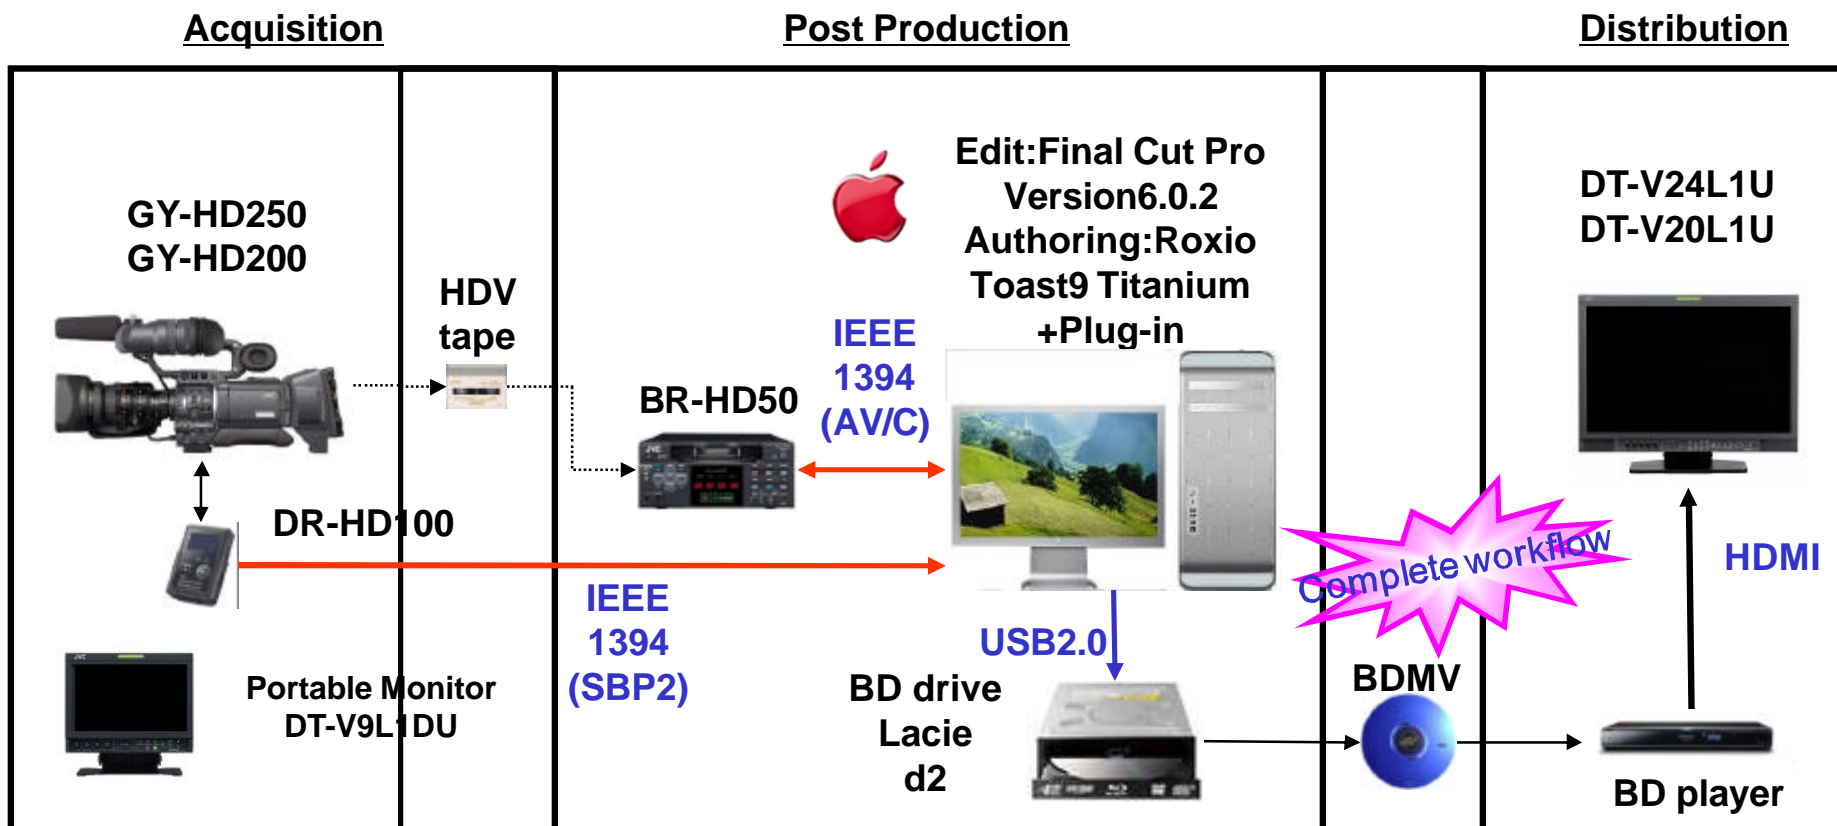 Acquisition
Post Production
Distribution
GY-HD250
GY-HD200
HDV
tape
BR-HD50
IEEE
1394
(AV/C)
Edit:Final Cut Pro
Version6.0.2
Authoring:Roxio
Toast9 Titanium
+Plug-in
DT-V24L1U
DT-V20L1U
DR-HD100
IEEE
1394
(SBP2)
Portable Monitor
DT-V9L1DU
USB2.0
BD drive
Lacie
d2
Complete workflow
BDMV
HDMI
BD player
JVC
JVC